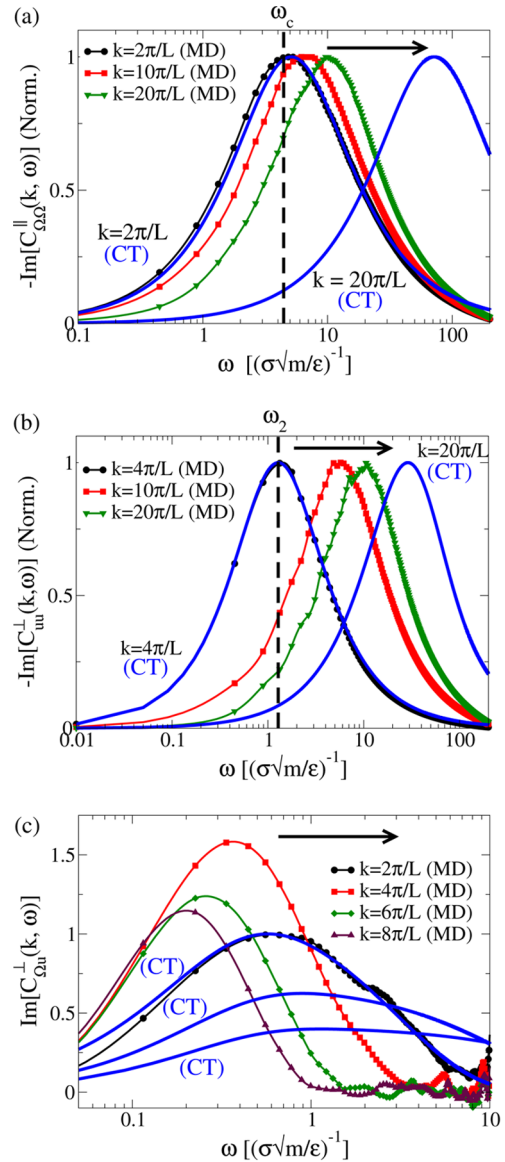 (a)
ω_c
-Im[C^∥_ΩΩ(k, ω)] (Norm.)
1
0.5
0
k=2π/L (MD)
k=10π/L (MD)
k=20π/L (MD)
k=2π/L
(CT)
k = 20π/L
(CT)
1 10 100
ω [(σ√m/ε)^-1]
(b)
ω_2
-Im[C^⊥_uu(k,ω)] (Norm.)
1
0.5
0
k=4π/L (MD)
k=10π/L (MD)
k=20π/L (MD)
k=20π/L
(CT)
k=4π/L
(CT)
0.01 0.1 1 10 100
ω [(σ√m/ε)^-1]
(c)
Im[C^⊥_Ωu(k, ω)]
1.5
1
0.5
0
k=2π/L (MD)
k=4π/L (MD)
k=6π/L (MD)
k=8π/L (MD)
(CT)
(CT)
(CT)
0.1 1 10
ω [(σ√m/ε)^-1]